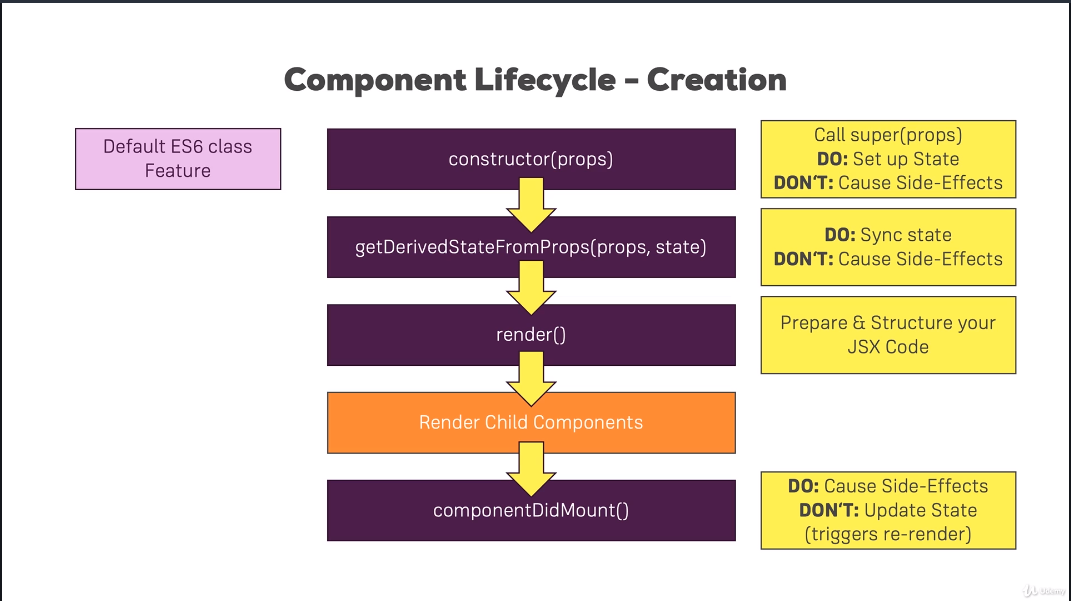 Component Lifecycle – Creation
Default ES6 class
Feature
constructor(props)
Call super(props)
DO: Set up State
DON‘T: Cause Side-Effects
getDerivedStateFromProps(props, state)
DO: Sync state
DON‘T: Cause Side-Effects
render()
Prepare & Structure your
JSX Code
Render Child Components
componentDidMount()
DO: Cause Side-Effects
DON‘T: Update State
(triggers re-render)
Udemy